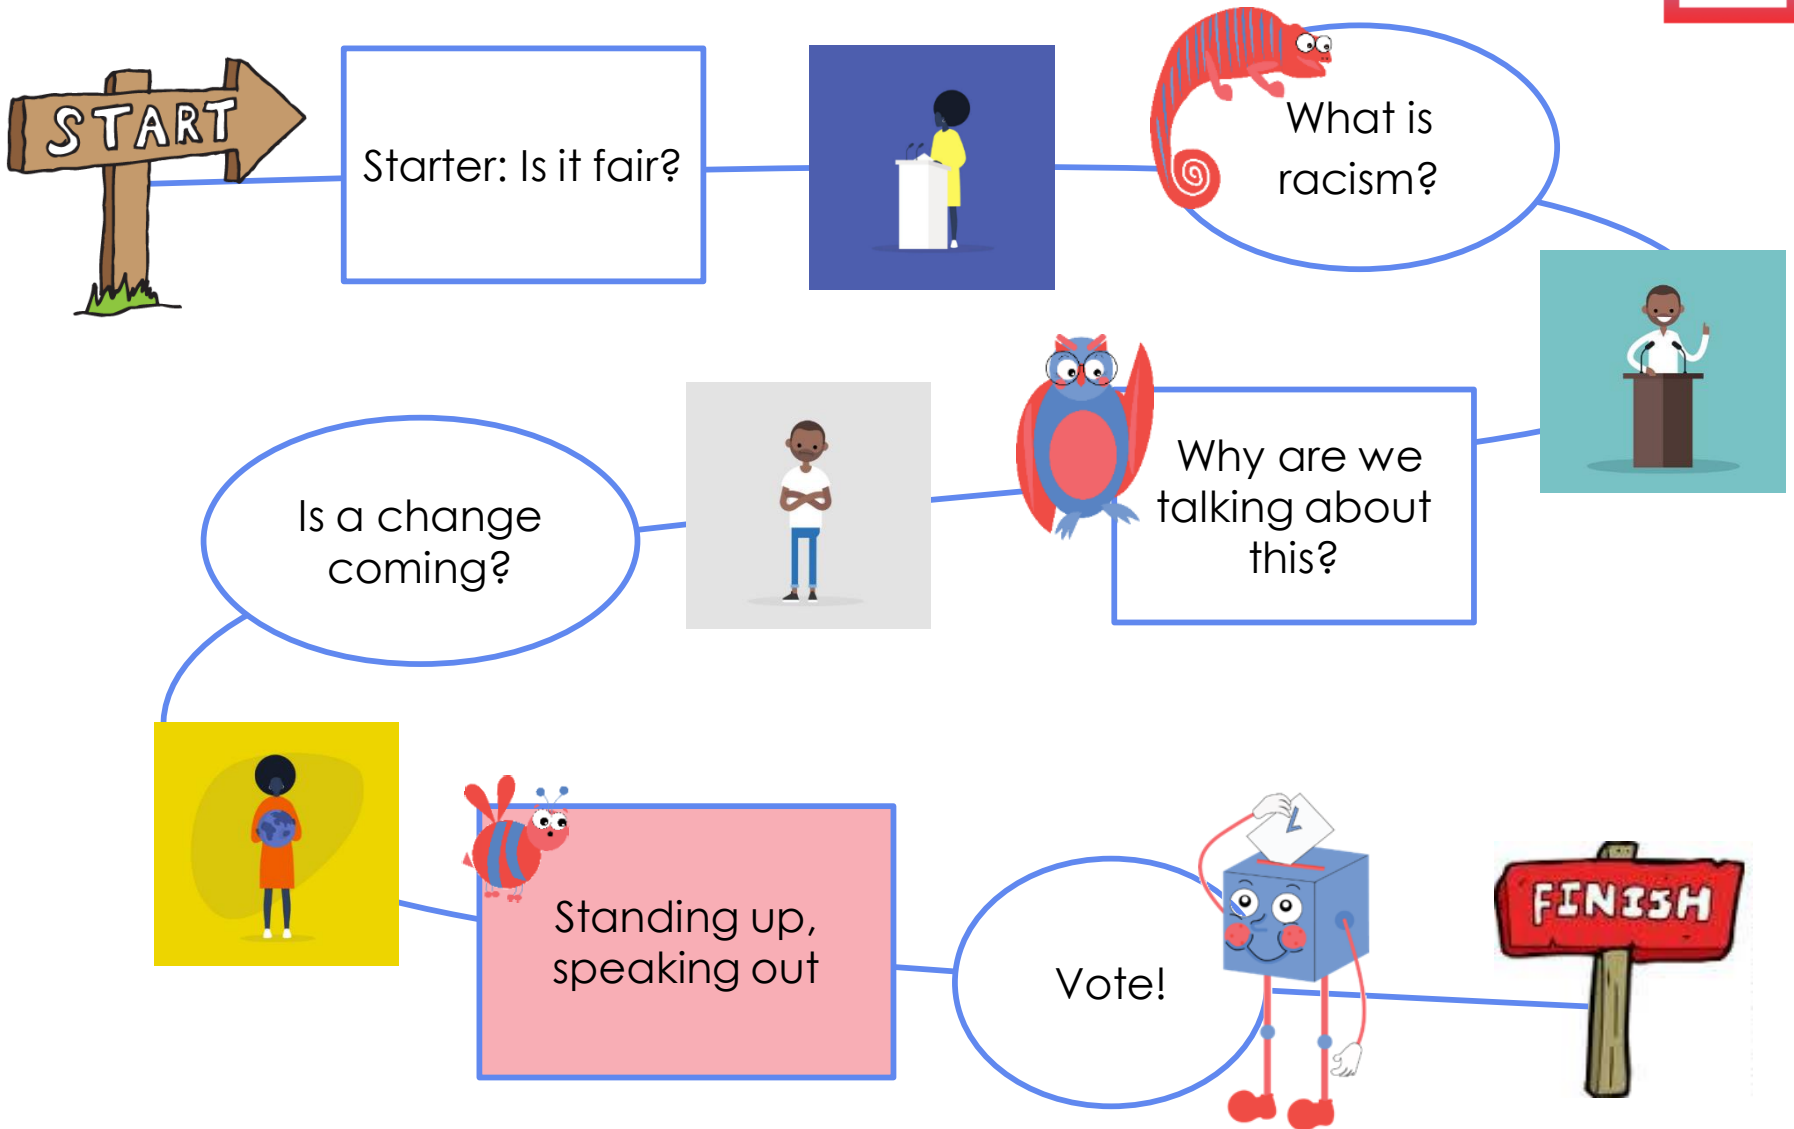 START
Starter: Is it fair?
What is
racism?
Why are we
talking about
this?
Is a change
coming?
Standing up,
speaking out
Vote!
FINISH